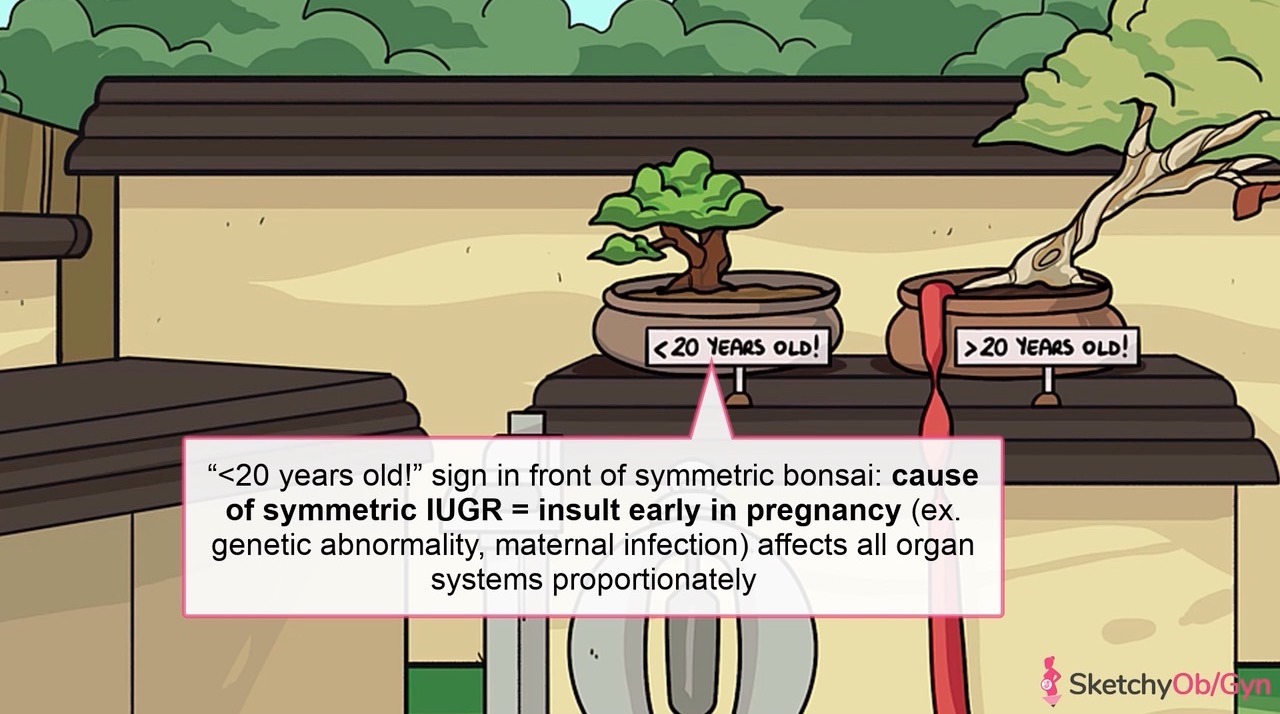 <20 YEARS OLD!
>20 YEARS OLD!
“<20 years old!” sign in front of symmetric bonsai: cause
of symmetric IUGR = insult early in pregnancy (ex.
genetic abnormality, maternal infection) affects all organ
systems proportionately
SketchyOb/Gyn